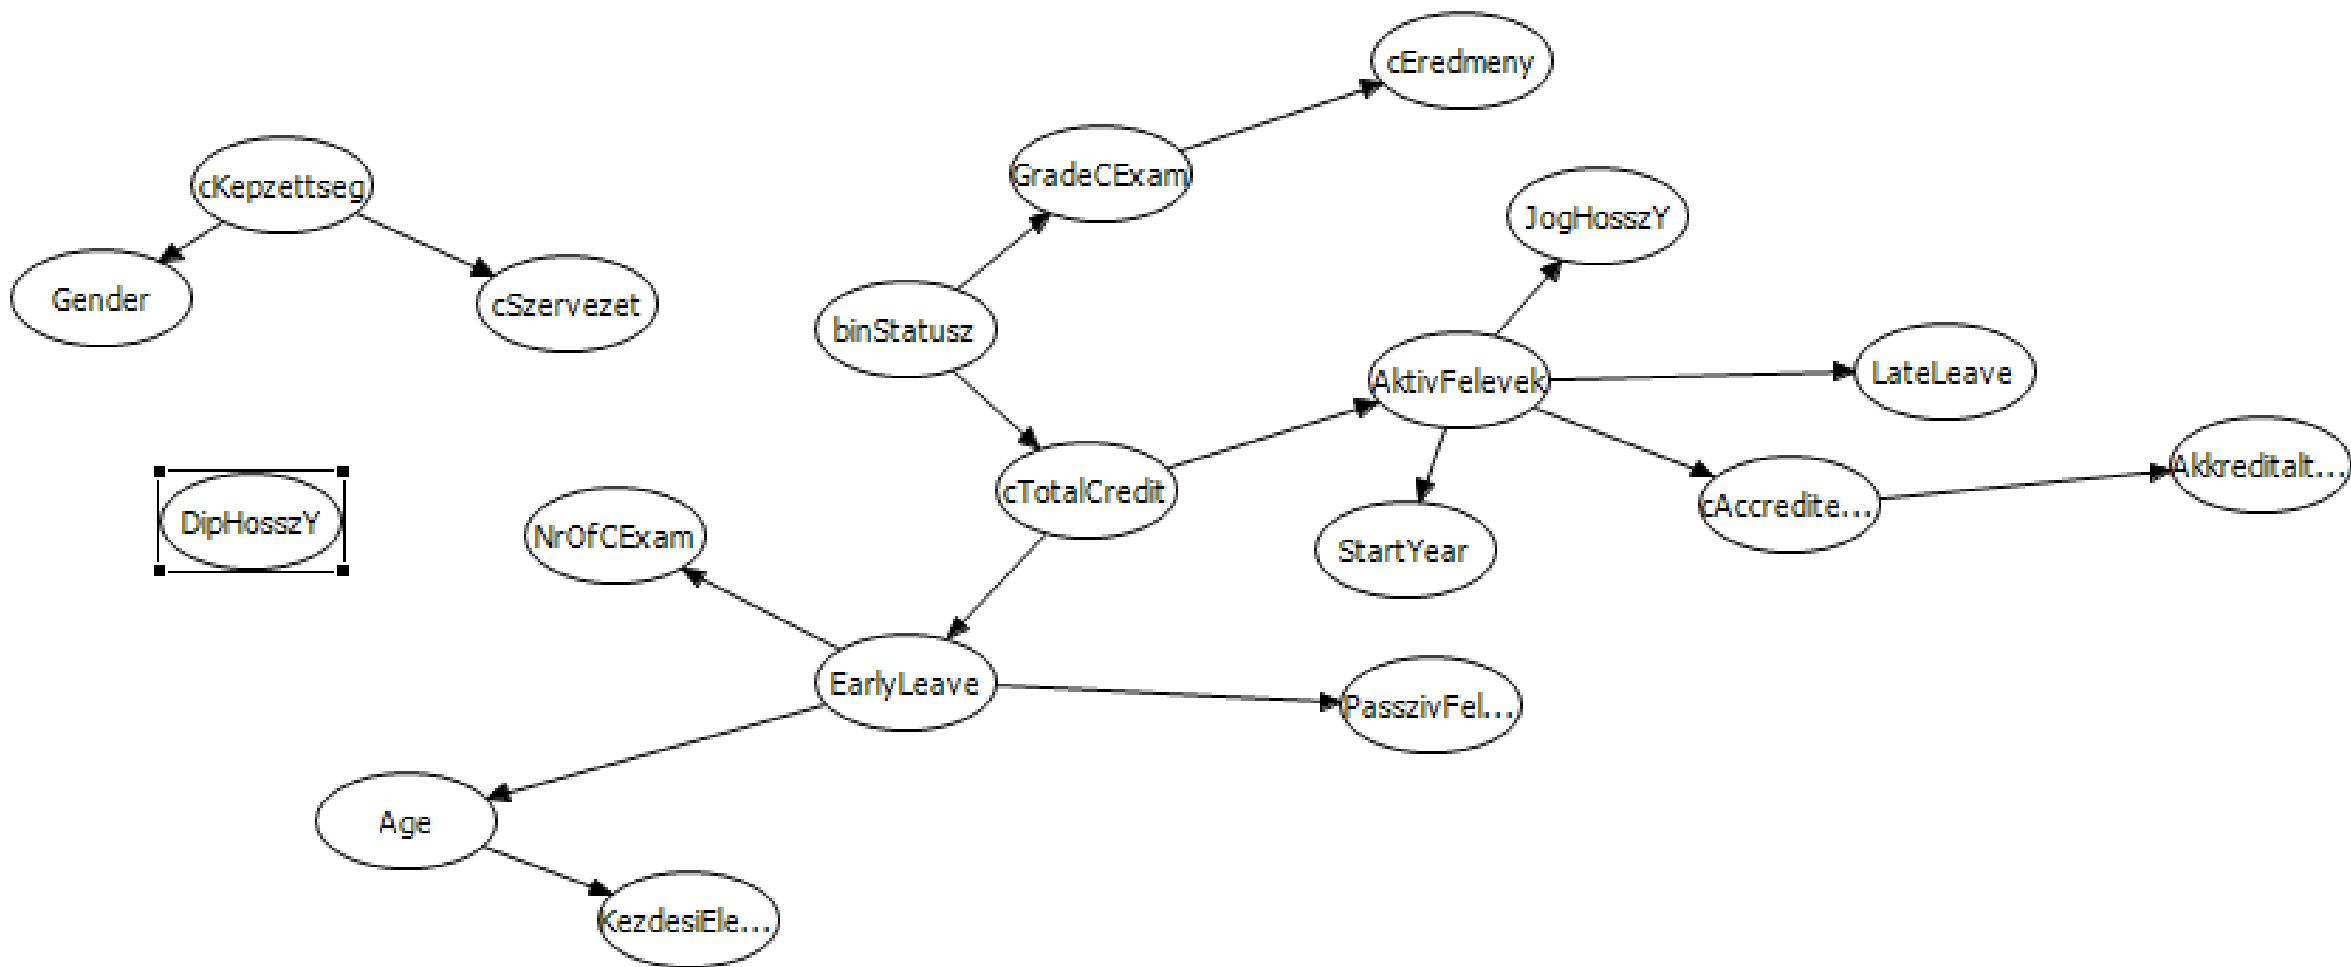 cEredmeny
GradeCExam
cKepzettseg
JogHosszY
Gender
cSzervezet
binStatusz
AktivFelevek
LateLeave
Akkreditalt...
cTotalCredit
cAccredite...
DipHosszY
NrOfCExam
StartYear
EarlyLeave
PasszivFel...
Age
KezdesiEle...